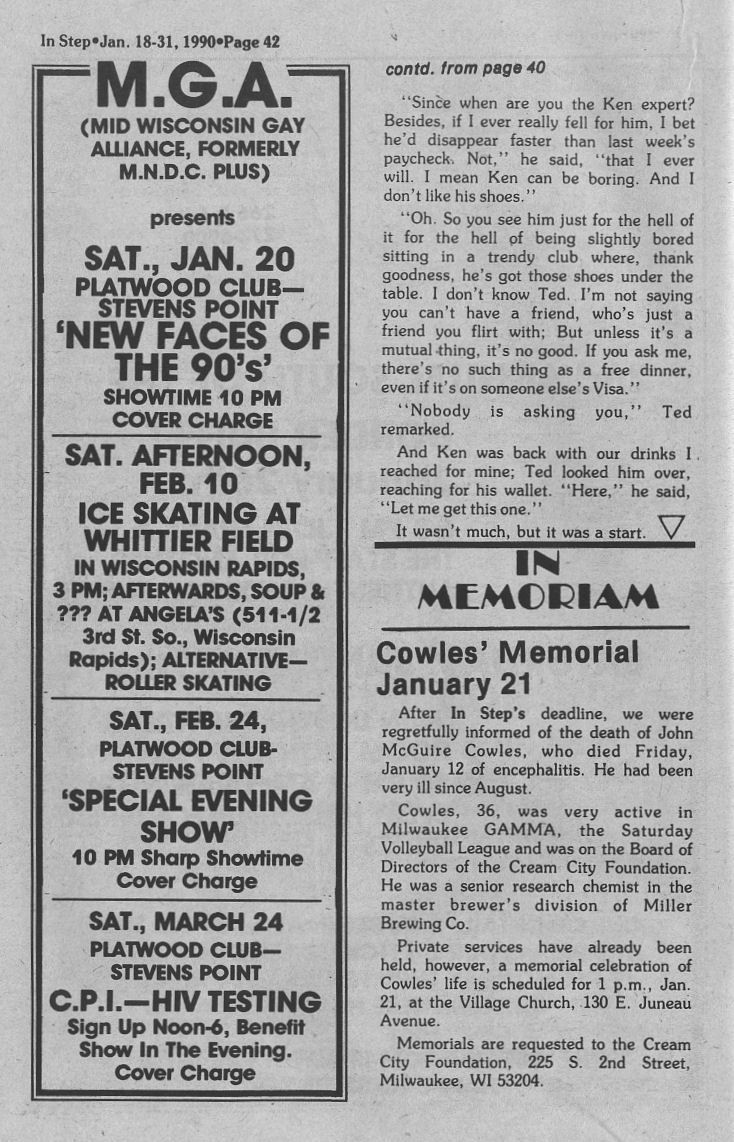 In Step•Jan. 18-31, 1990•Page 42
M.G.A.
(MID WISCONSIN GAY
ALLIANCE, FORMERLY
M.N.D.C. PLUS)
presents
SAT., JAN. 20
PLATWOOD CLUB—
STEVENS POINT
'NEW FACES OF
THE 90's'
SHOWTIME 10 PM
COVER CHARGE
SAT. AFTERNOON,
FEB. 10
ICE SKATING AT
WHITTIER FIELD
IN WISCONSIN RAPIDS,
3 PM; AFTERWARDS, SOUP &
??? AT ANGELA'S (511-1/2
3rd St. So., Wisconsin
Rapids); ALTERNATIVE—
ROLLER SKATING
SAT., FEB. 24,
PLATWOOD CLUB-
STEVENS POINT
'SPECIAL EVENING
SHOW'
10 PM Sharp Showtime
Cover Charge
SAT., MARCH 24
PLATWOOD CLUB—
STEVENS POINT
C.P.I.—HIV TESTING
Sign Up Noon-6, Benefit
Show In The Evening.
Cover Charge
contd. from page 40
"Since when are you the Ken expert?
Besides, if I ever really fell for him, I bet
he'd disappear faster than last week's
paycheck. Not," he said, "that I ever
will. I mean Ken can be boring. And I
don't like his shoes."
"Oh. So you see him just for the hell of
it for the hell of being slightly bored
sitting in a trendy club where, thank
goodness, he's got those shoes under the
table. I don't know Ted. I'm not saying
you can't have a friend, who's just a
friend you flirt with; But unless it's a
mutual thing, it's no good. If you ask me,
there's no such thing as a free dinner,
even if it's on someone else's Visa."
"Nobody is asking you," Ted
remarked.
And Ken was back with our drinks I
reached for mine; Ted looked him over,
reaching for his wallet. "Here," he said,
"Let me get this one."
It wasn't much, but it was a start.
IN
MEMORIAM
Cowles' Memorial
January 21
After In Step's deadline, we were
regretfully informed of the death of John
McGuire Cowles, who died Friday,
January 12 of encephalitis. He had been
very ill since August.
Cowles, 36, was very active in
Milwaukee GAMMA, the Saturday
Volleyball League and was on the Board of
Directors of the Cream City Foundation.
He was a senior research chemist in the
master brewer's division of Miller
Brewing Co.
Private services have already been
held, however, a memorial celebration of
Cowles' life is scheduled for 1 p.m., Jan.
21, at the Village Church, 130 E. Juneau
Avenue.
Memorials are requested to the Cream
City Foundation, 225 S. 2nd Street,
Milwaukee, WI 53204.